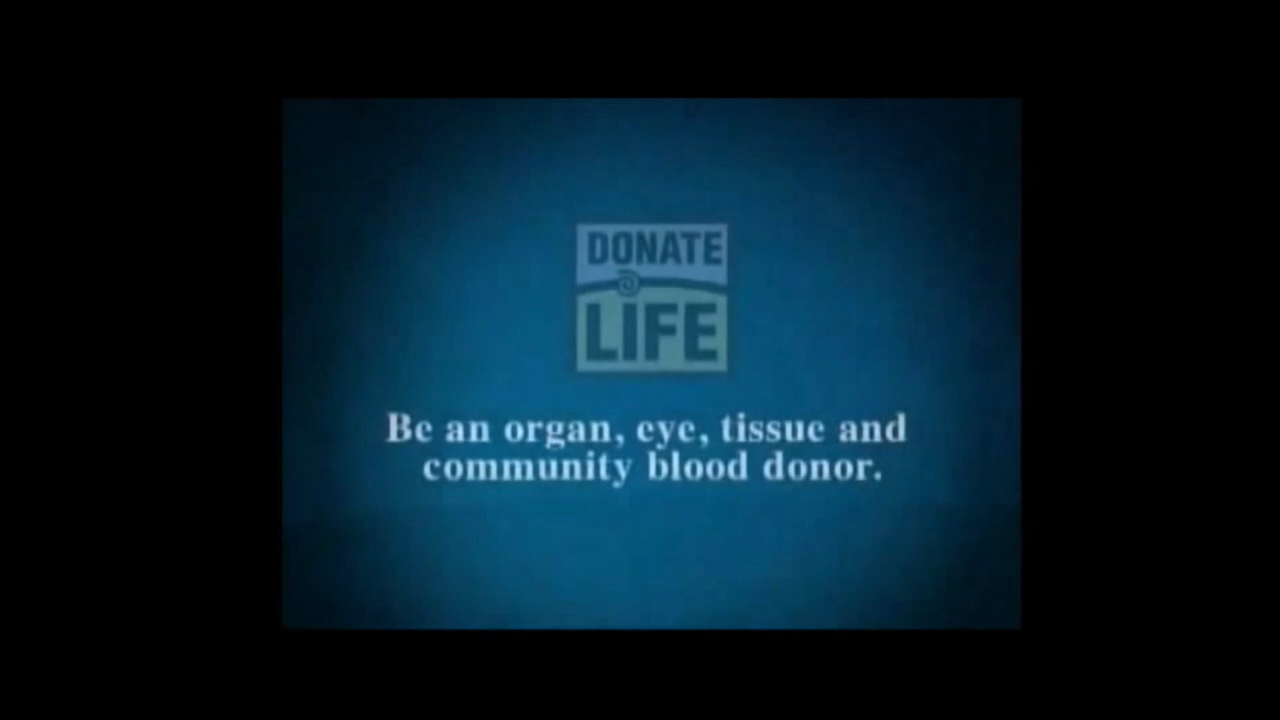 DONATE
LIFE
Be an organ, eye, tissue and
community blood donor.